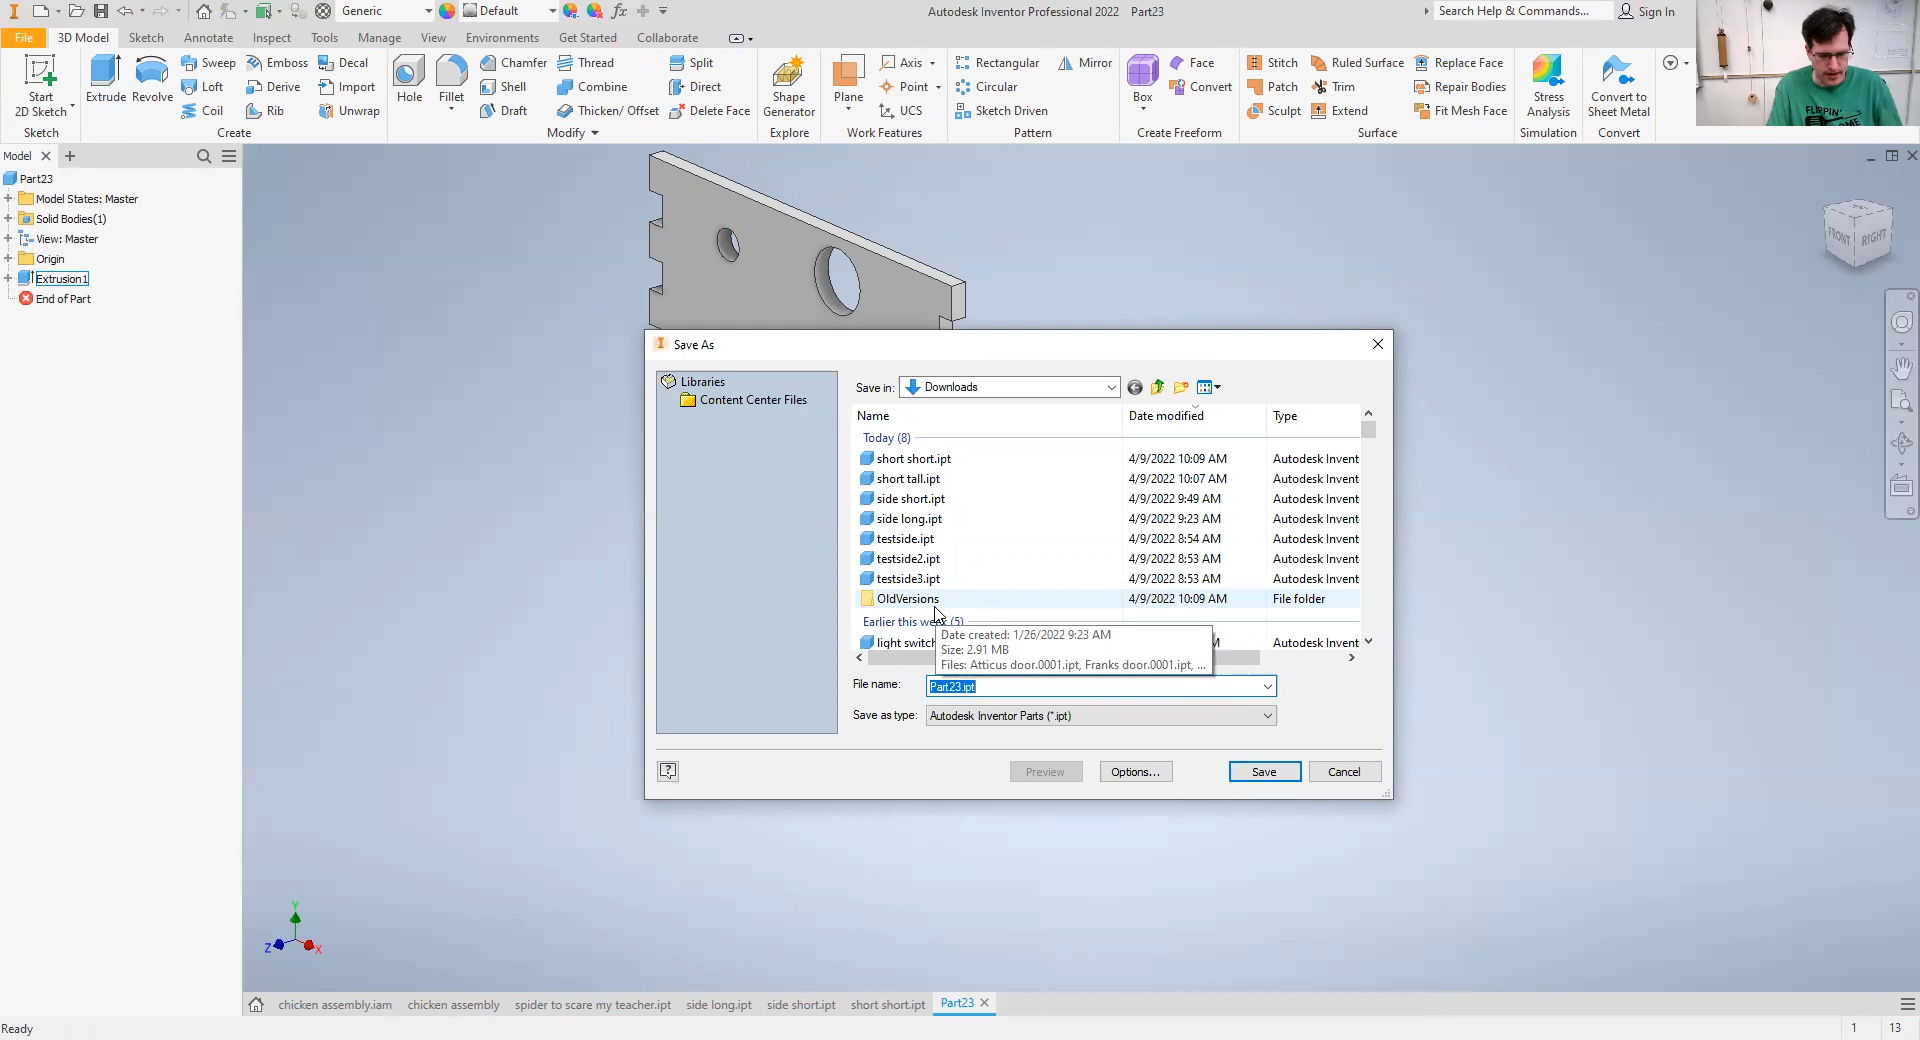 Generic
Default
fx
Autodesk Inventor Professional 2022 Part23
Search Help & Commands...
Sign In
File
3D Model
Sketch
Annotate
Inspect
Tools
Manage
View
Environments
Get Started
Collaborate
Start
2D Sketch
Sketch
Extrude
Revolve
Sweep
Loft
Coil
Emboss
Derive
Rib
Decal
Import
Unwrap
Create
Hole
Fillet
Chamfer
Shell
Draft
Thread
Combine
Thicken/ Offset
Split
Direct
Delete Face
Modify
Shape
Generator
Explore
Plane
Axis
Point
UCS
Work Features
Rectangular
Circular
Sketch Driven
Mirror
Pattern
Box
Face
Convert
Create Freeform
Stitch
Patch
Sculpt
Ruled Surface
Trim
Extend
Replace Face
Repair Bodies
Fit Mesh Face
Surface
Stress
Analysis
Simulation
Convert to
Sheet Metal
Convert
FLIPPIN'
Model
Part23
Model States: Master
Solid Bodies(1)
View: Master
Origin
Extrusion1
End of Part
FRONT
RIGHT
Save As
Libraries
Content Center Files
Save in:
Downloads
Name
Date modified
Type
Today (8)
short short.ipt 4/9/2022 10:09 AM Autodesk Invent
short tall.ipt 4/9/2022 10:07 AM Autodesk Invent
side short.ipt 4/9/2022 9:49 AM Autodesk Invent
side long.ipt 4/9/2022 9:23 AM Autodesk Invent
testside.ipt 4/9/2022 8:54 AM Autodesk Invent
testside2.ipt 4/9/2022 8:53 AM Autodesk Invent
testside3.ipt 4/9/2022 8:53 AM Autodesk Invent
OldVersions 4/9/2022 10:09 AM File folder
Earlier this week (5)
light switch M Autodesk Invent
Date created: 1/26/2022 9:23 AM
Size: 2.91 MB
Files: Atticus door.0001.ipt, Franks door.0001.ipt, ...
File name:
Part23.ipt
Save as type:
Autodesk Inventor Parts (*.ipt)
Preview
Options...
Save
Cancel
Y
Z
X
chicken assembly.iam
chicken assembly
spider to scare my teacher.ipt
side long.ipt
side short.ipt
short short.ipt
Part23
Ready
1
13